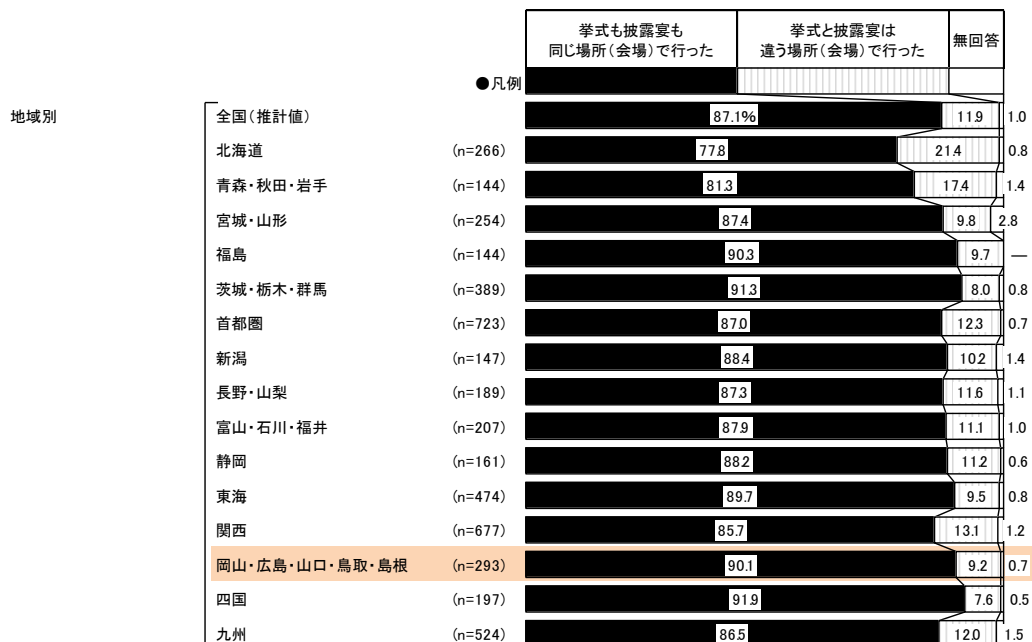 挙式も披露宴も
同じ場所（会場）で行った
挙式と披露宴は
違う場所（会場）で行った
無回答
●凡例
地域別
全国（推計値） 87.1% 11.9 1.0
北海道 (n=266) 77.8 21.4 0.8
青森・秋田・岩手 (n=144) 81.3 17.4 1.4
宮城・山形 (n=254) 87.4 9.8 2.8
福島 (n=144) 90.3 9.7 ―
茨城・栃木・群馬 (n=389) 91.3 8.0 0.8
首都圏 (n=723) 87.0 12.3 0.7
新潟 (n=147) 88.4 10.2 1.4
長野・山梨 (n=189) 87.3 11.6 1.1
富山・石川・福井 (n=207) 87.9 11.1 1.0
静岡 (n=161) 88.2 11.2 0.6
東海 (n=474) 89.7 9.5 0.8
関西 (n=677) 85.7 13.1 1.2
岡山・広島・山口・鳥取・島根 (n=293) 90.1 9.2 0.7
四国 (n=197) 91.9 7.6 0.5
九州 (n=524) 86.5 12.0 1.5